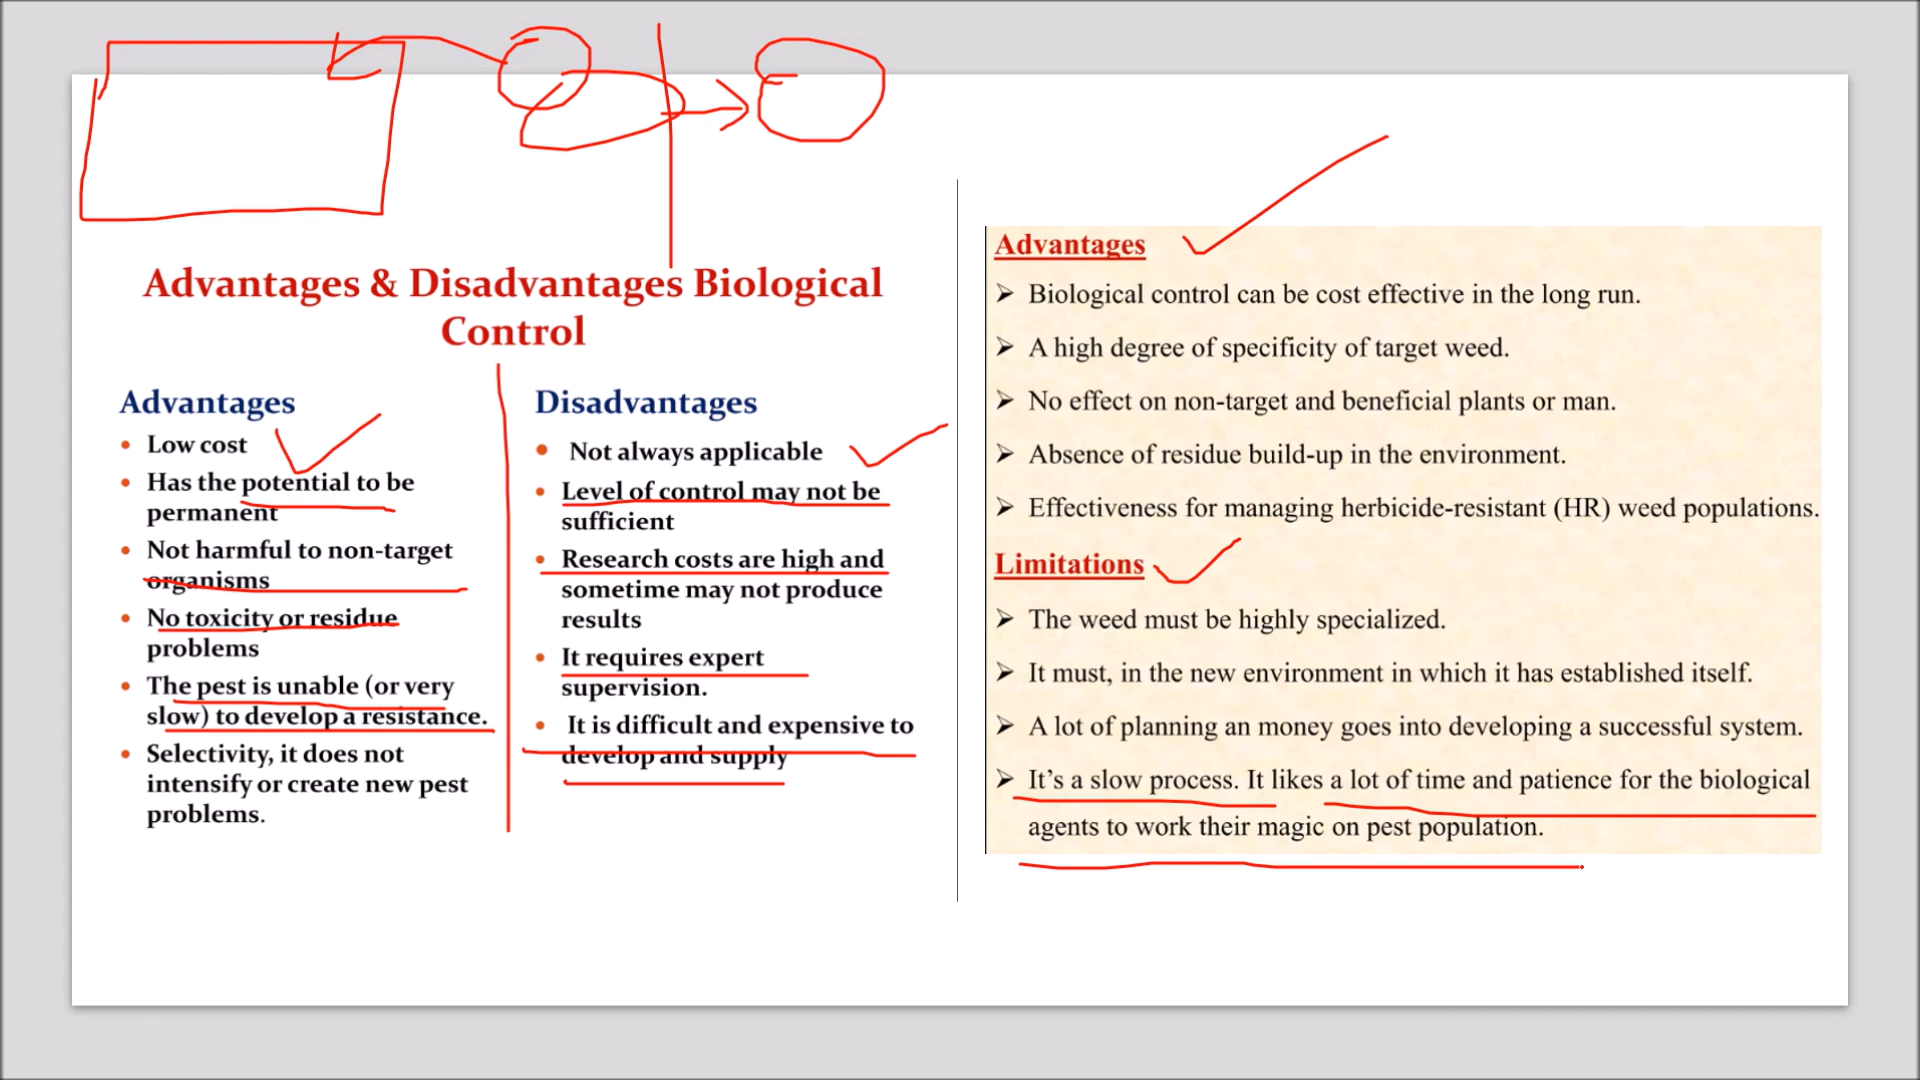 Advantages & Disadvantages Biological
Control
Advantages
• Low cost
• Has the potential to be
permanent
• Not harmful to non-target
organisms
• No toxicity or residue
problems
• The pest is unable (or very
slow) to develop a resistance.
• Selectivity, it does not
intensify or create new pest
problems.
Disadvantages
• Not always applicable
• Level of control may not be
sufficient
• Research costs are high and
sometime may not produce
results
• It requires expert
supervision.
• It is difficult and expensive to
develop and supply
Advantages
➢ Biological control can be cost effective in the long run.
➢ A high degree of specificity of target weed.
➢ No effect on non-target and beneficial plants or man.
➢ Absence of residue build-up in the environment.
➢ Effectiveness for managing herbicide-resistant (HR) weed populations.
Limitations
➢ The weed must be highly specialized.
➢ It must, in the new environment in which it has established itself.
➢ A lot of planning an money goes into developing a successful system.
➢ It’s a slow process. It likes a lot of time and patience for the biological
agents to work their magic on pest population.